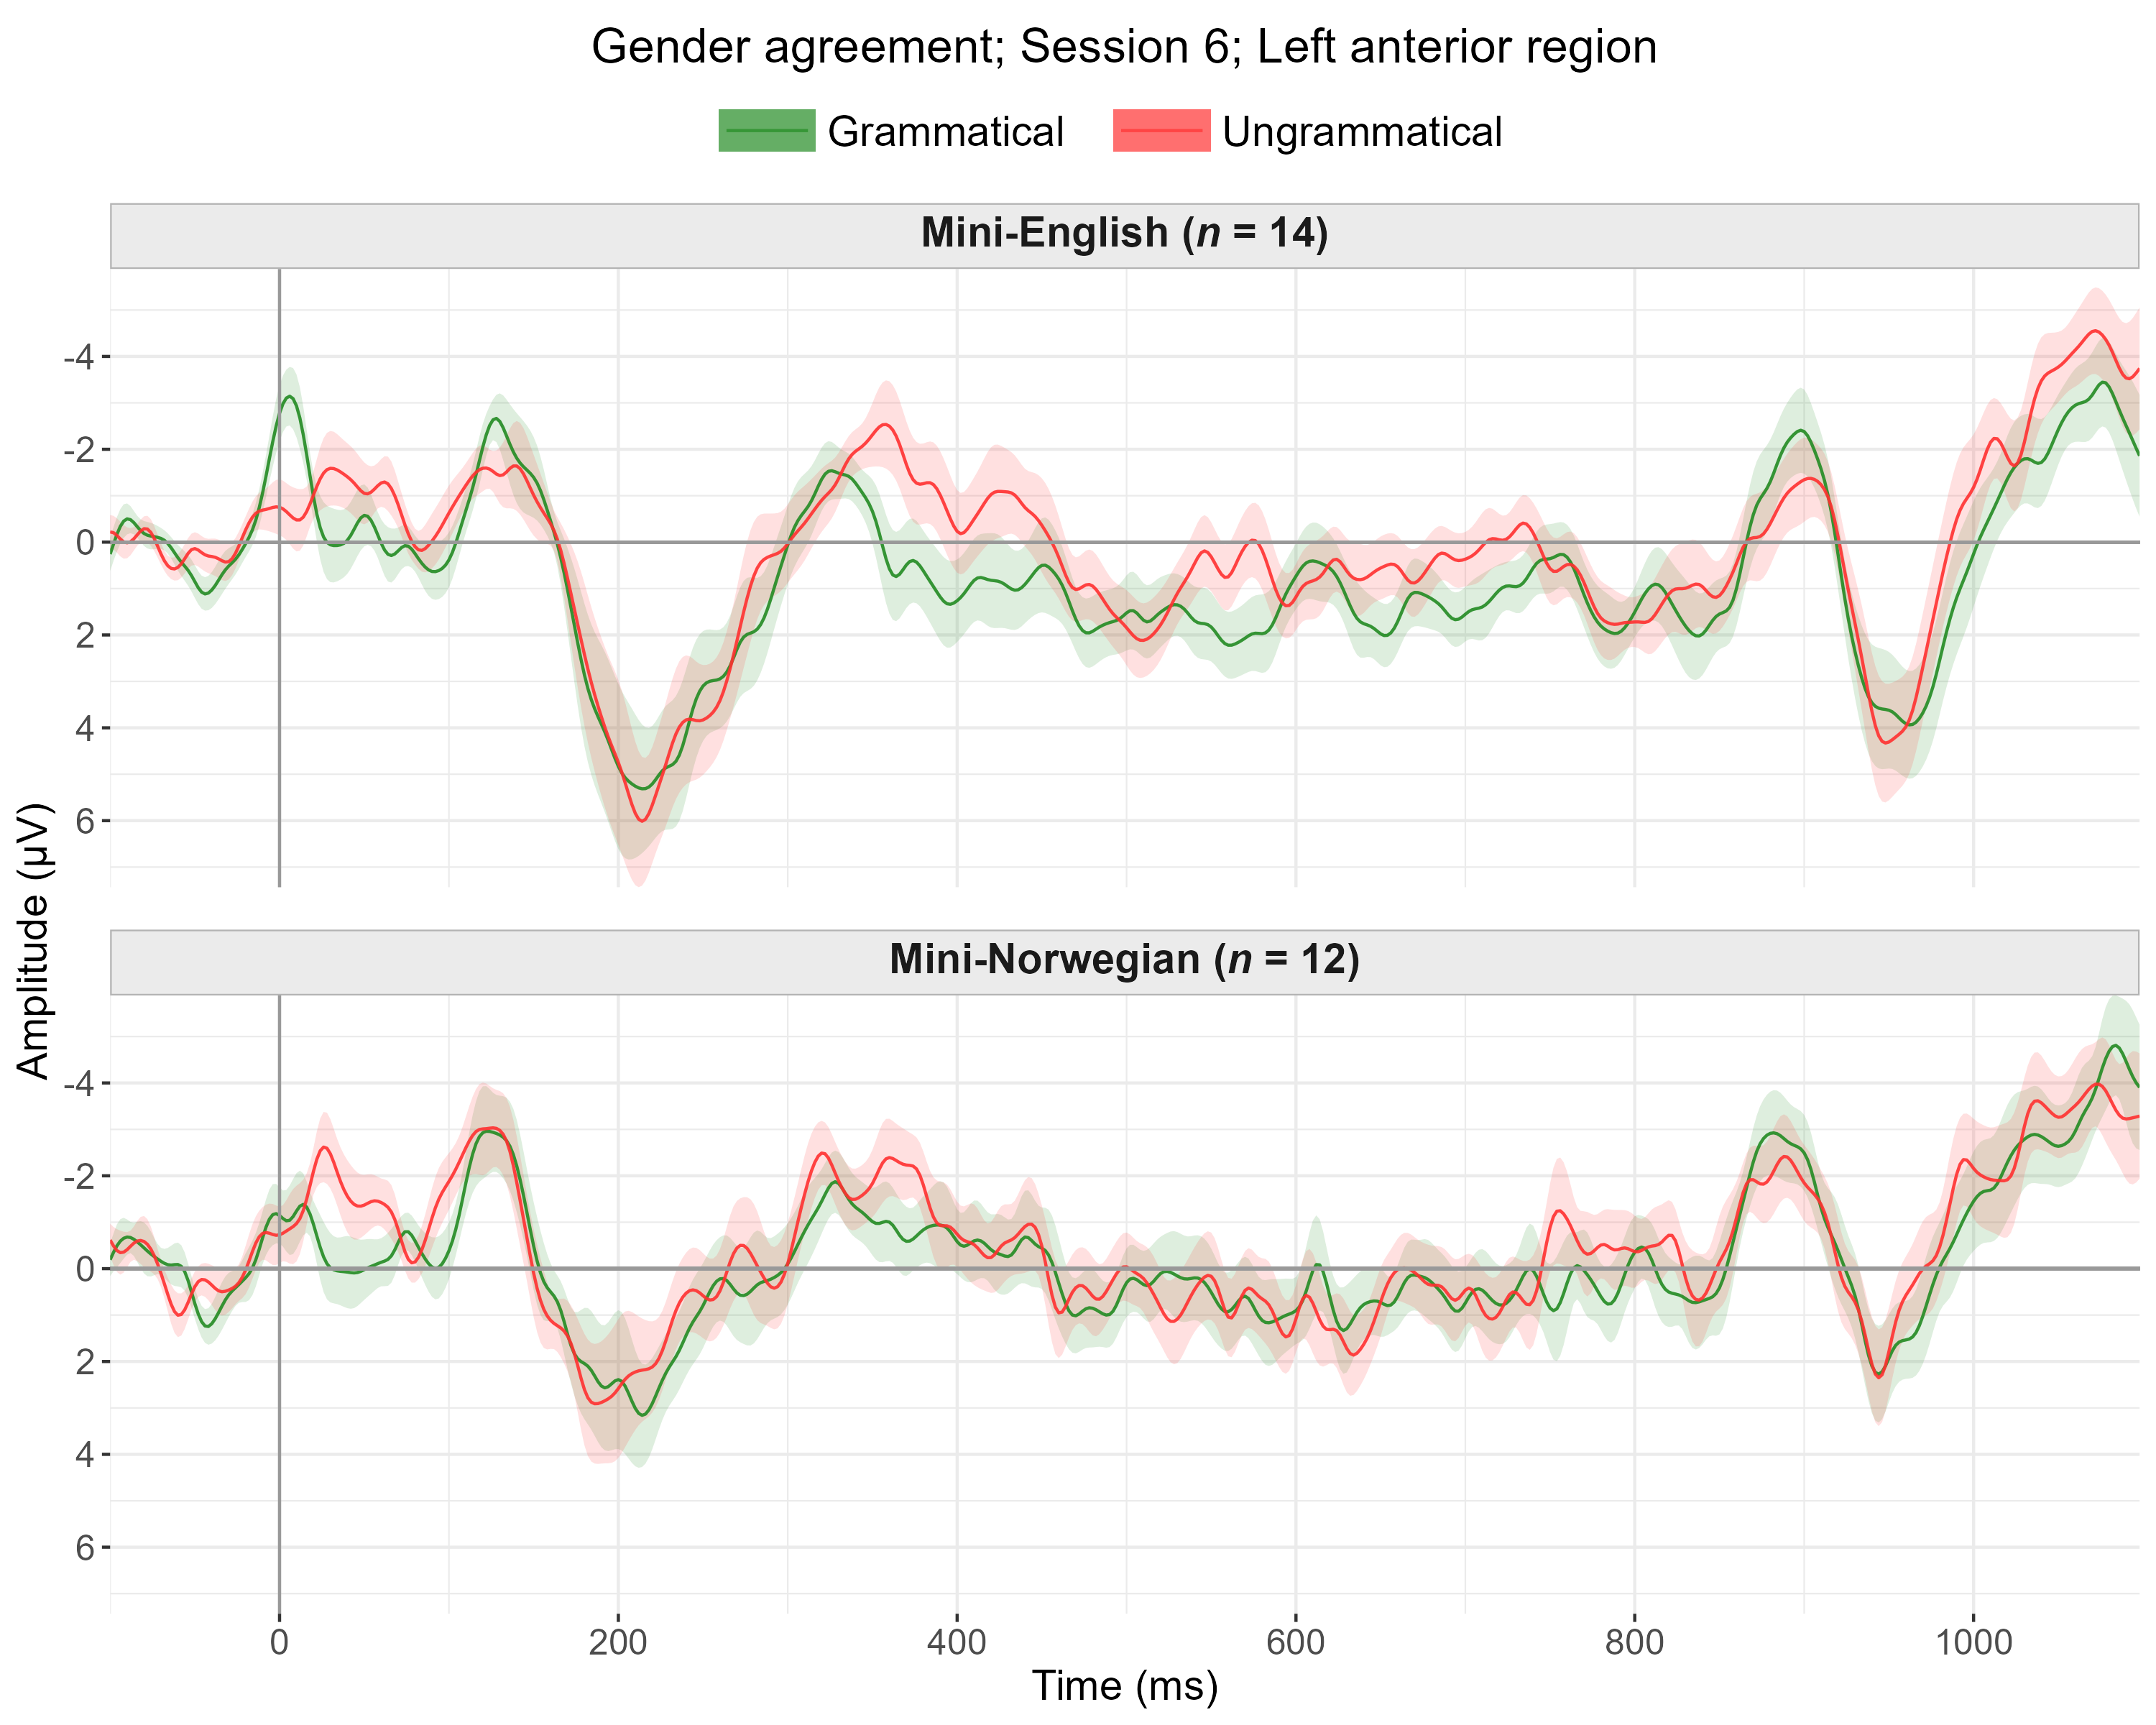 Gender agreement; Session 6; Left anterior region
Grammatical Ungrammatical
Mini-English (n = 14)
-4
-2
0
2
4
6
Amplitude (µV)
Mini-Norwegian (n = 12)
-4
-2
0
2
4
6
0 200 400 600 800 1000
Time (ms)